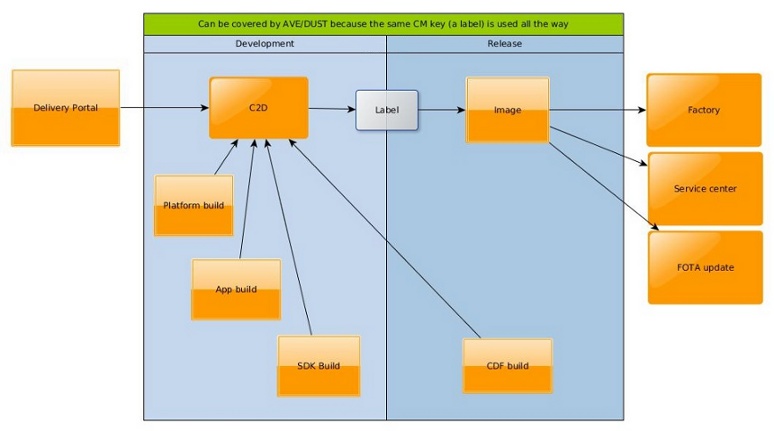 Can be covered by AVE/DUST because the same CM key (a label) is used all the way
Development
Release
Delivery Portal
C2D
Label
Image
Factory
Service center
FOTA update
Platform build
App build
SDK Build
CDF build